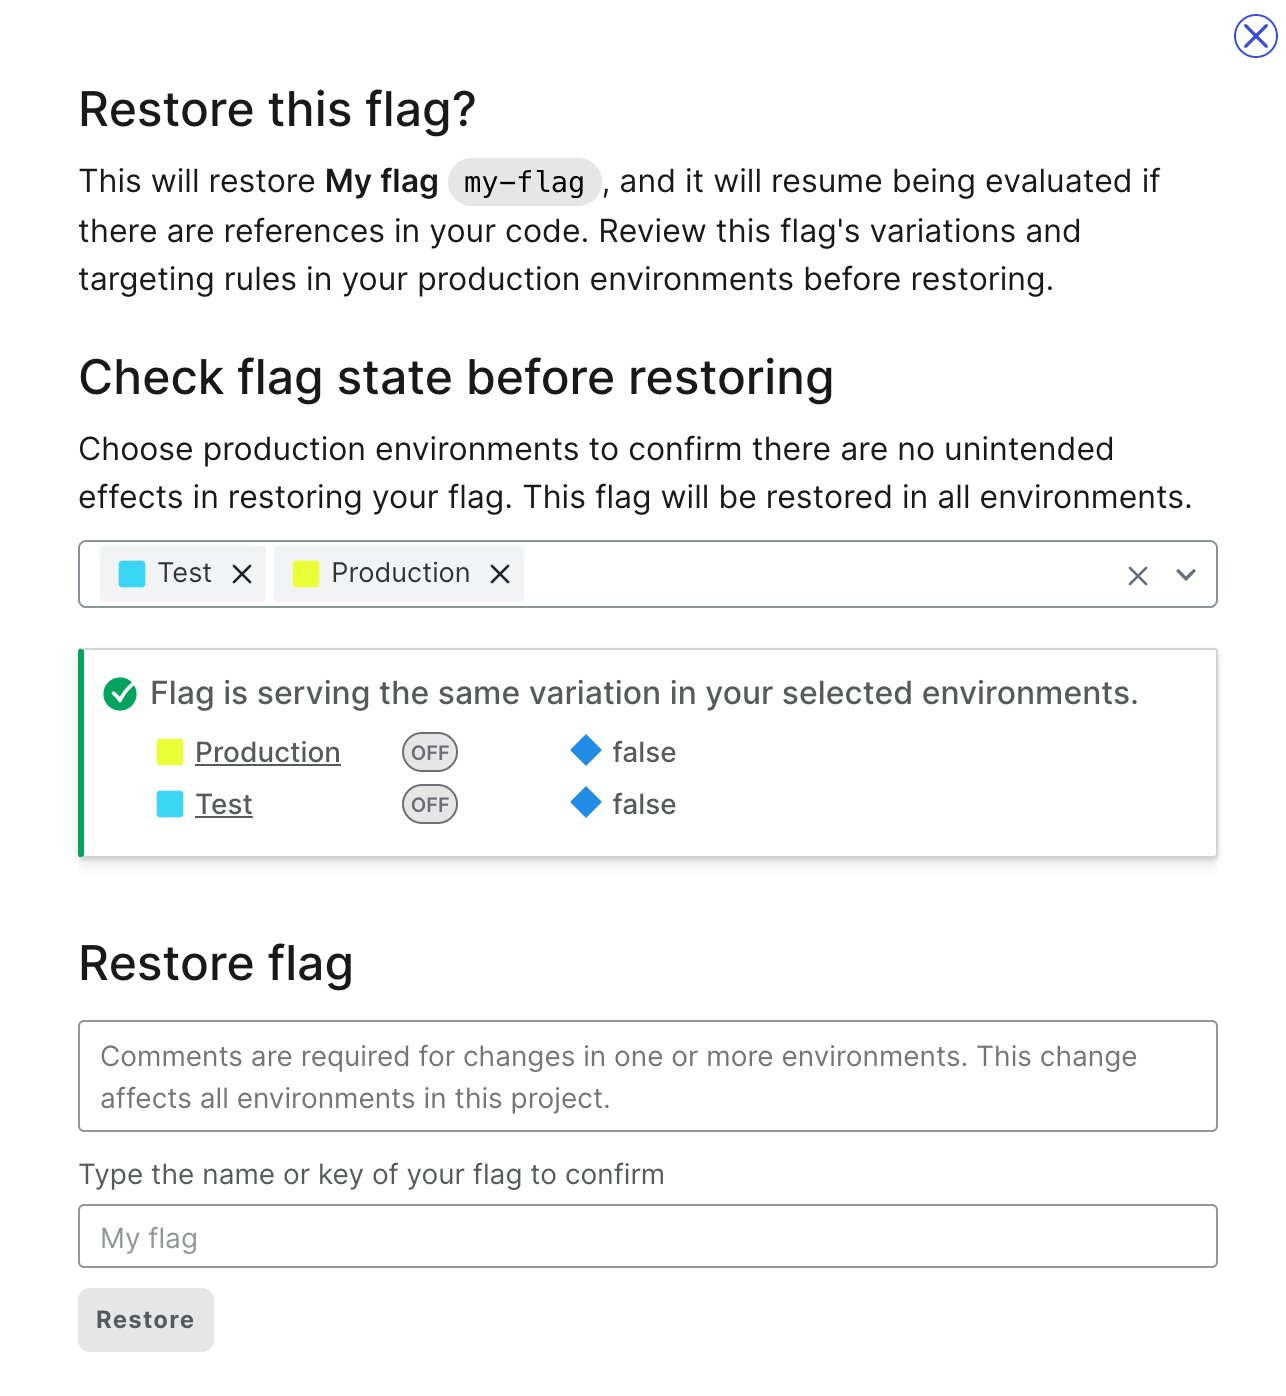 Restore this flag?
This will restore My flag my-flag, and it will resume being evaluated if
there are references in your code. Review this flag's variations and
targeting rules in your production environments before restoring.
Check flag state before restoring
Choose production environments to confirm there are no unintended
effects in restoring your flag. This flag will be restored in all environments.
Test Production
Flag is serving the same variation in your selected environments.
Production OFF false
Test OFF false
Restore flag
Comments are required for changes in one or more environments. This change
affects all environments in this project.
Type the name or key of your flag to confirm
My flag
Restore